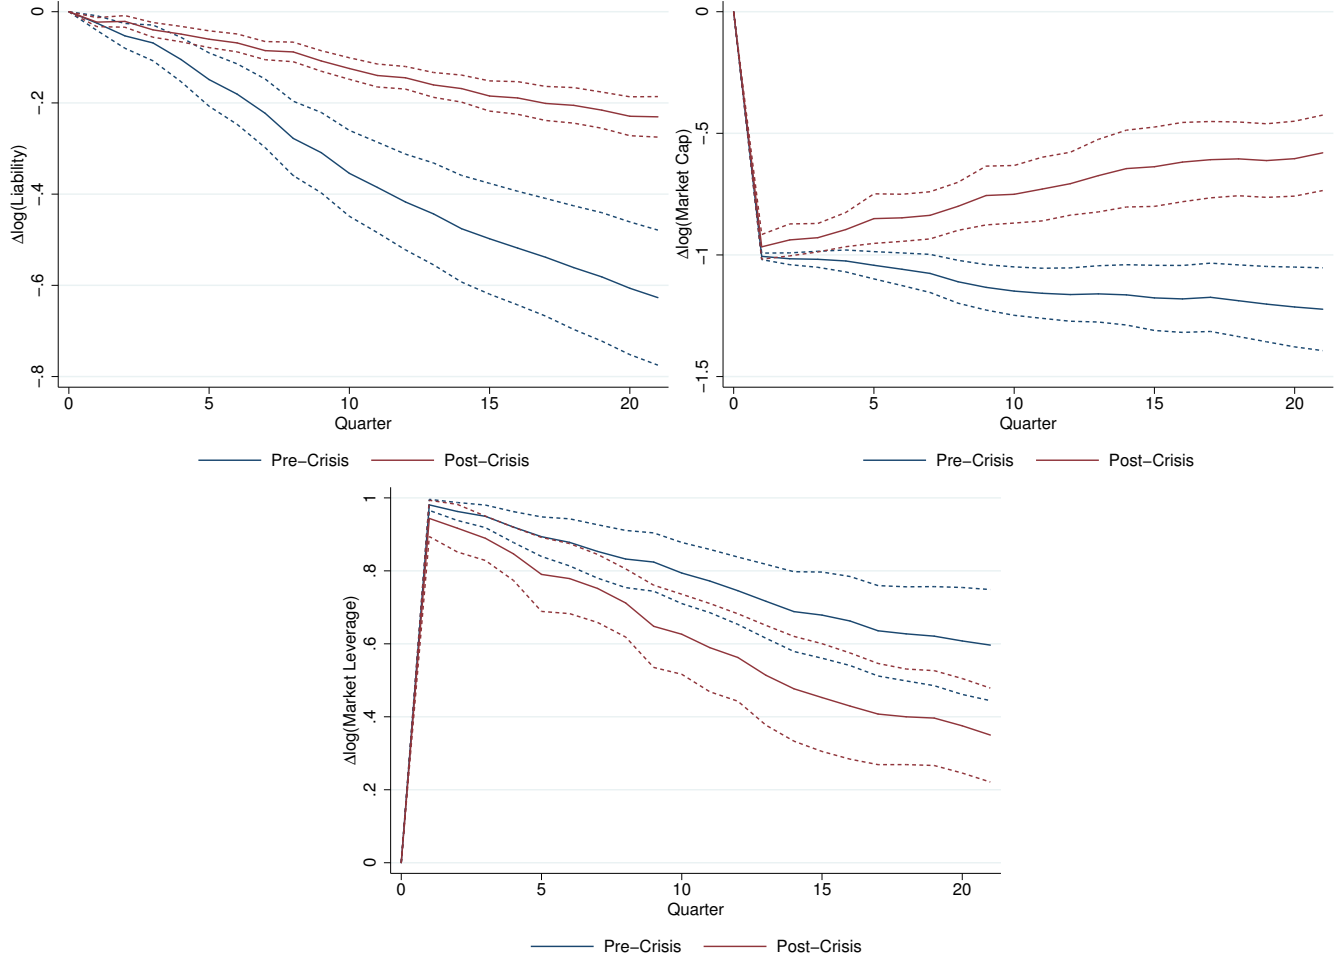 Δlog(Liability)
0
−.2
−.4
−.6
−.8
0 5 10 15 20
Quarter
Pre−Crisis Post−Crisis
Δlog(Market Cap)
0
−.5
−1
−1.5
0 5 10 15 20
Quarter
Pre−Crisis Post−Crisis
Δlog(Market Leverage)
1
.8
.6
.4
.2
0
0 5 10 15 20
Quarter
Pre−Crisis Post−Crisis